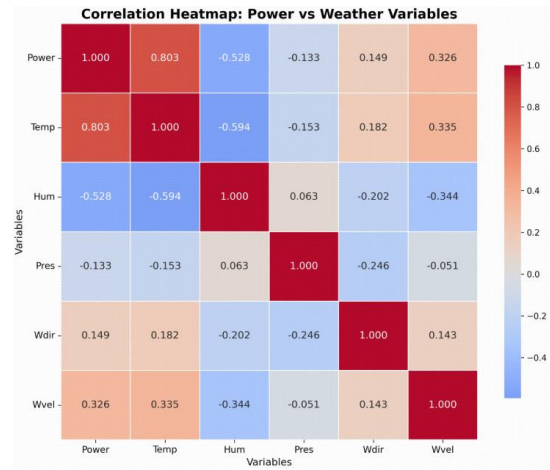 Correlation Heatmap: Power vs Weather Variables
Power 1.000 0.803 -0.528 -0.133 0.149 0.326
Temp 0.803 1.000 -0.594 -0.153 0.182 0.335
Hum -0.528 -0.594 1.000 0.063 -0.202 -0.344
Pres -0.133 -0.153 0.063 1.000 -0.246 -0.051
Wdir 0.149 0.182 -0.202 -0.246 1.000 0.143
Wvel 0.326 0.335 -0.344 -0.051 0.143 1.000
Power Temp Hum Pres Wdir Wvel
Variables
Variables
1.0
0.8
0.6
0.4
0.2
0.0
−0.2
−0.4